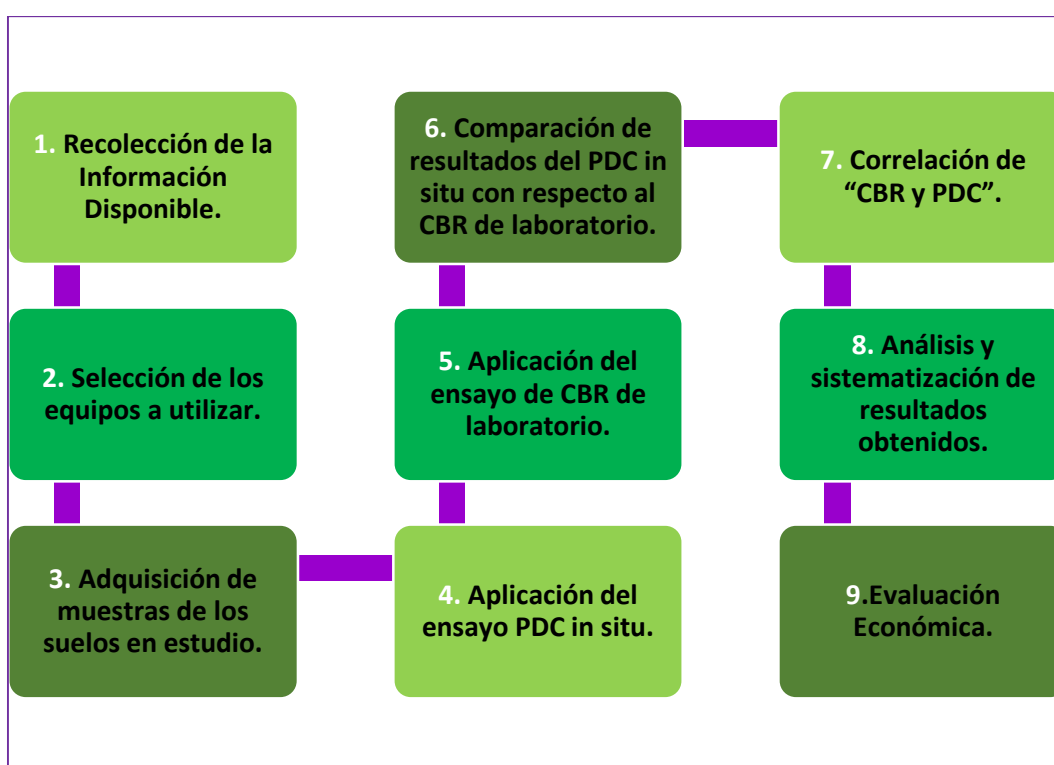 1. Recolección de la
Información
Disponible.
2. Selección de los
equipos a utilizar.
3. Adquisición de
muestras de los
suelos en estudio.
4. Aplicación del
ensayo PDC in situ.
5. Aplicación del
ensayo de CBR de
laboratorio.
6. Comparación de
resultados del PDC in
situ con respecto al
CBR de laboratorio.
7. Correlación de
“CBR y PDC”.
8. Análisis y
sistematización de
resultados
obtenidos.
9.Evaluación
Económica.